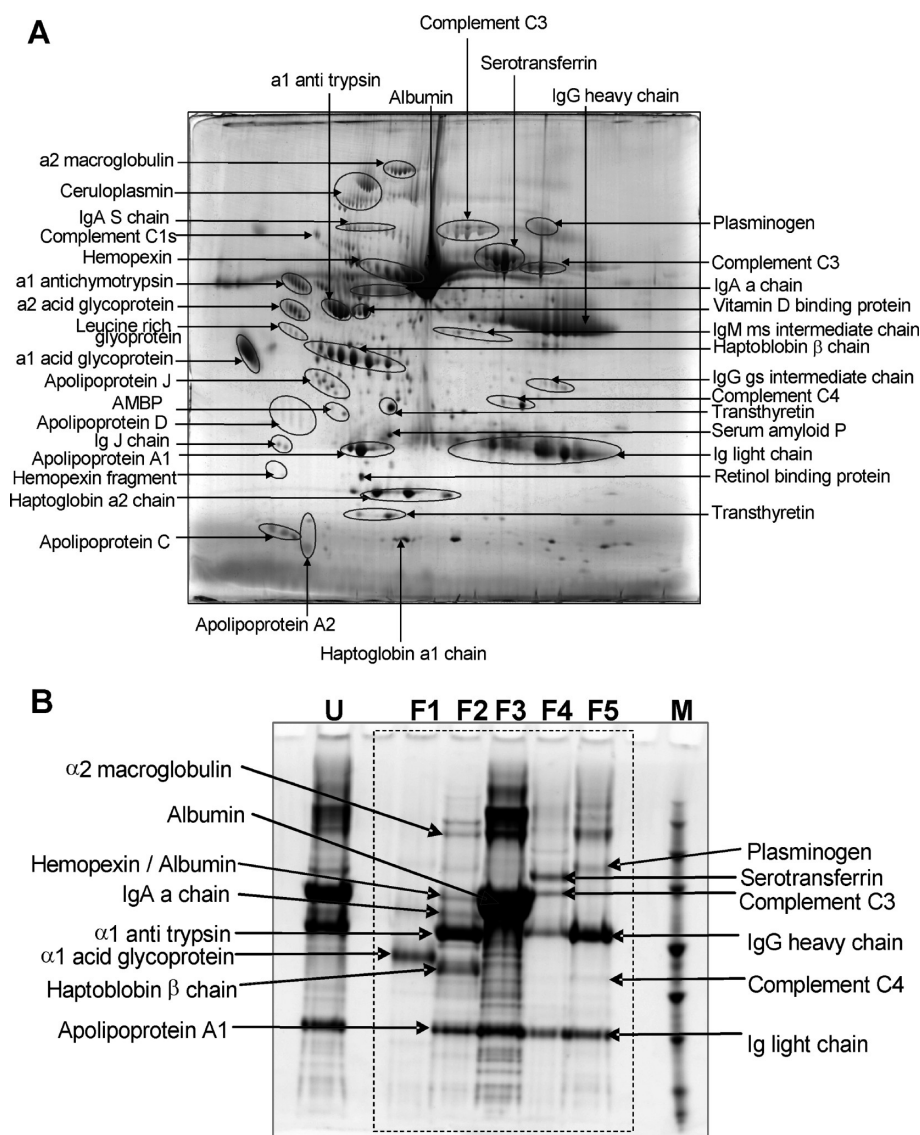 A
Complement C3
Serotransferrin
a1 anti trypsin
Albumin
IgG heavy chain
a2 macroglobulin
Ceruloplasmin
IgA S chain
Complement C1s
Hemopexin
a1 antichymotrypsin
a2 acid glycoprotein
Leucine rich
glyoprotein
a1 acid glycoprotein
Apolipoprotein J
AMBP
Apolipoprotein D
Ig J chain
Apolipoprotein A1
Hemopexin fragment
Haptoglobin a2 chain
Apolipoprotein C
Plasminogen
Complement C3
IgA a chain
Vitamin D binding protein
IgM ms intermediate chain
Haptoblobin β chain
IgG gs intermediate chain
Complement C4
Transthyretin
Serum amyloid P
Ig light chain
Retinol binding protein
Transthyretin
Apolipoprotein A2
Haptoglobin a1 chain
B
U F1 F2 F3 F4 F5 M
α2 macroglobulin
Albumin
Hemopexin / Albumin
IgA a chain
α1 anti trypsin
α1 acid glycoprotein
Haptoblobin β chain
Apolipoprotein A1
Plasminogen
Serotransferrin
Complement C3
IgG heavy chain
Complement C4
Ig light chain